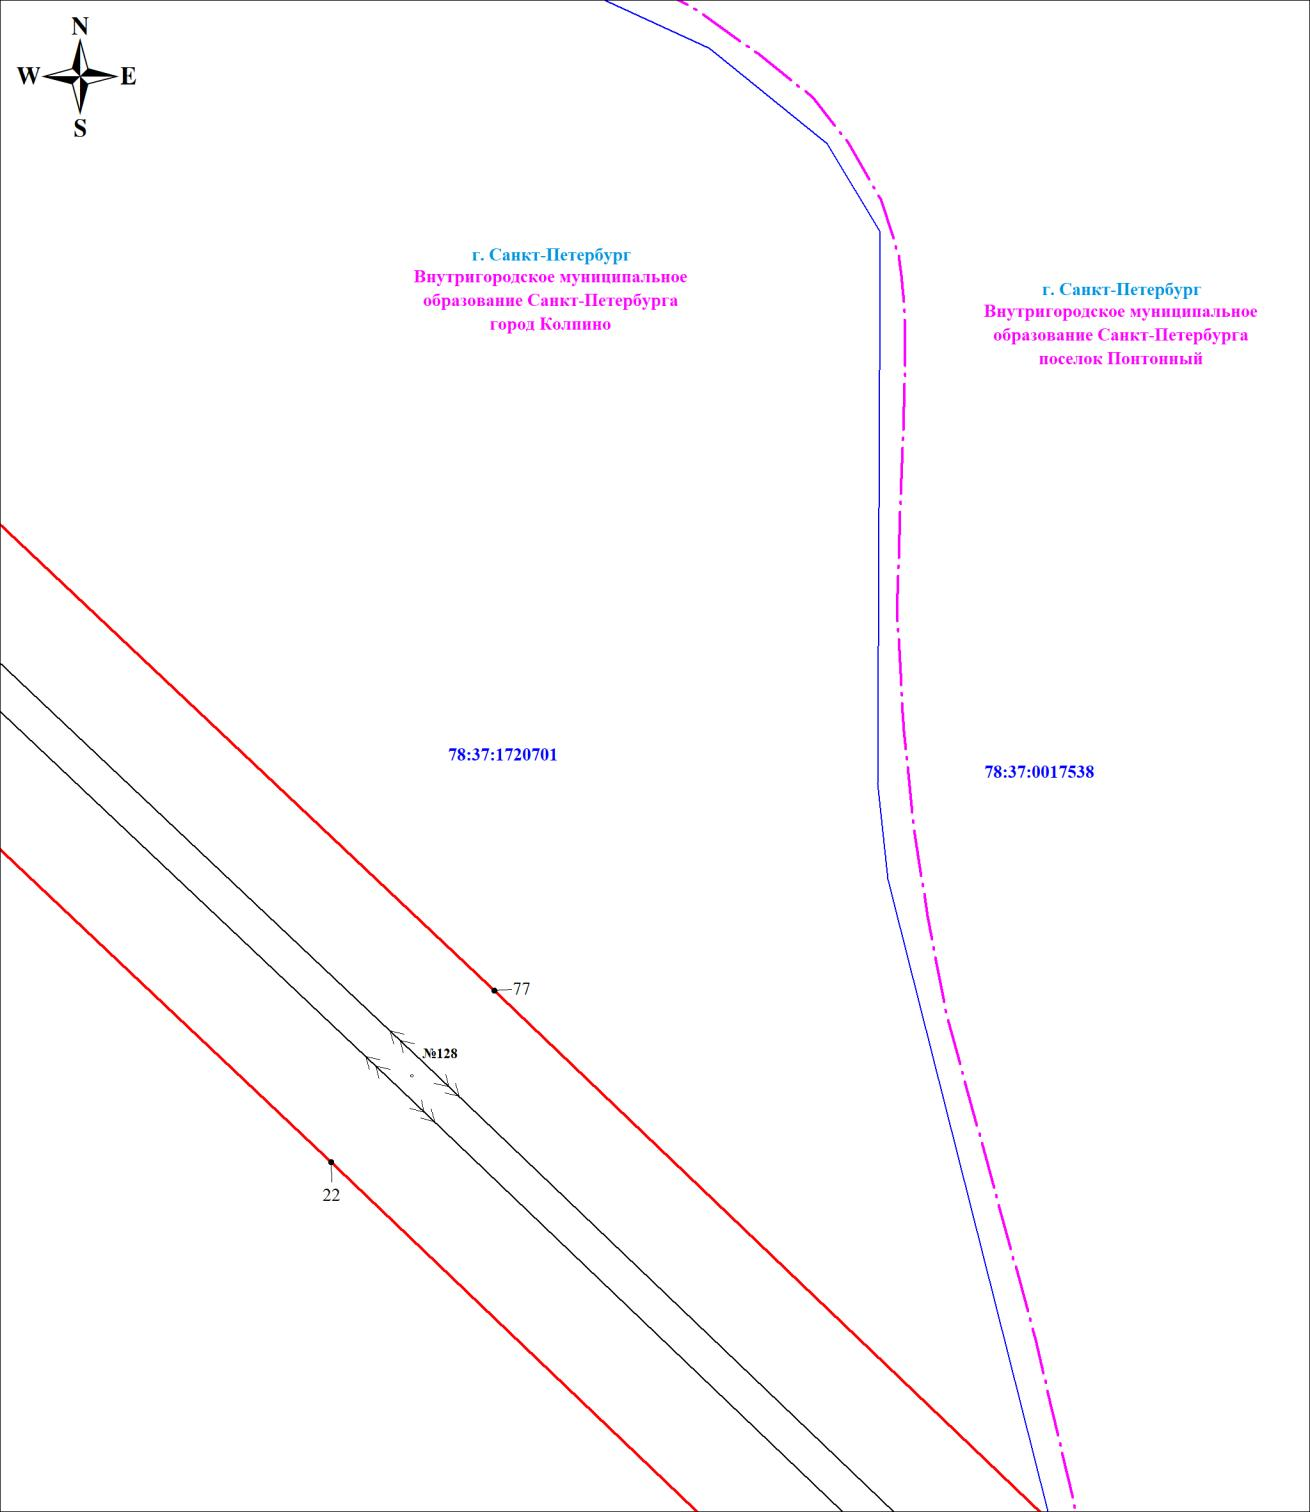 N
W E
S
г. Санкт-Петербург
Внутригородское муниципальное
образование Санкт-Петербурга
город Колпино
г. Санкт-Петербург
Внутригородское муниципальное
образование Санкт-Петербурга
поселок Понтонный
78:37:1720701
78:37:0017538
77
№128
22